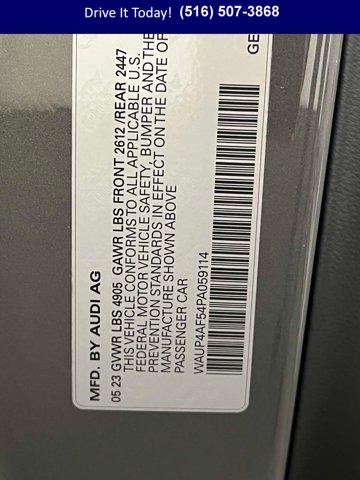 Drive It Today! (516) 507-3868
MFD. BY AUDI AG
05 23 GVWR LBS 4905 GAWR LBS FRONT 2612 /REAR 2447
THIS VEHICLE CONFORMS TO ALL APPLICABLE U.S.
FEDERAL MOTOR VEHICLE SAFETY, BUMPER AND THE
PREVENTION STANDARDS IN EFFECT ON THE DATE OF
MANUFACTURE SHOWN ABOVE
PASSENGER CAR
WAUP4AF54PA059114
GE